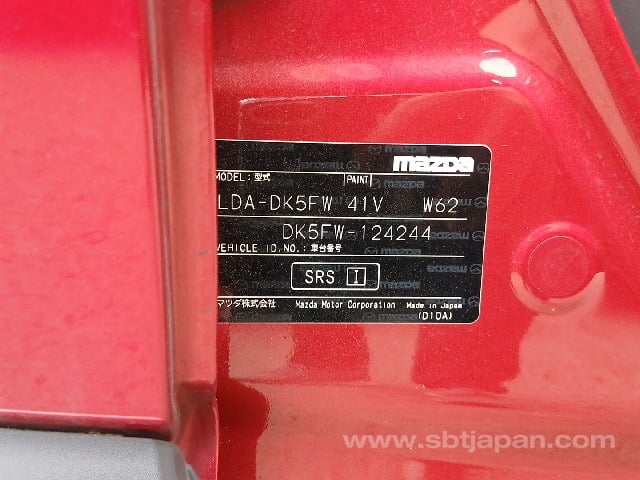 mazda
MODEL: 型式 PAINT
LDA-DK5FW 41V W62
DK5FW-124244
VEHICLE ID.NO.: 車台番号
SRS I
マツダ株式会社 Mazda Motor Corporation Made in Japan
(D10A)
www.sbtjapan.com